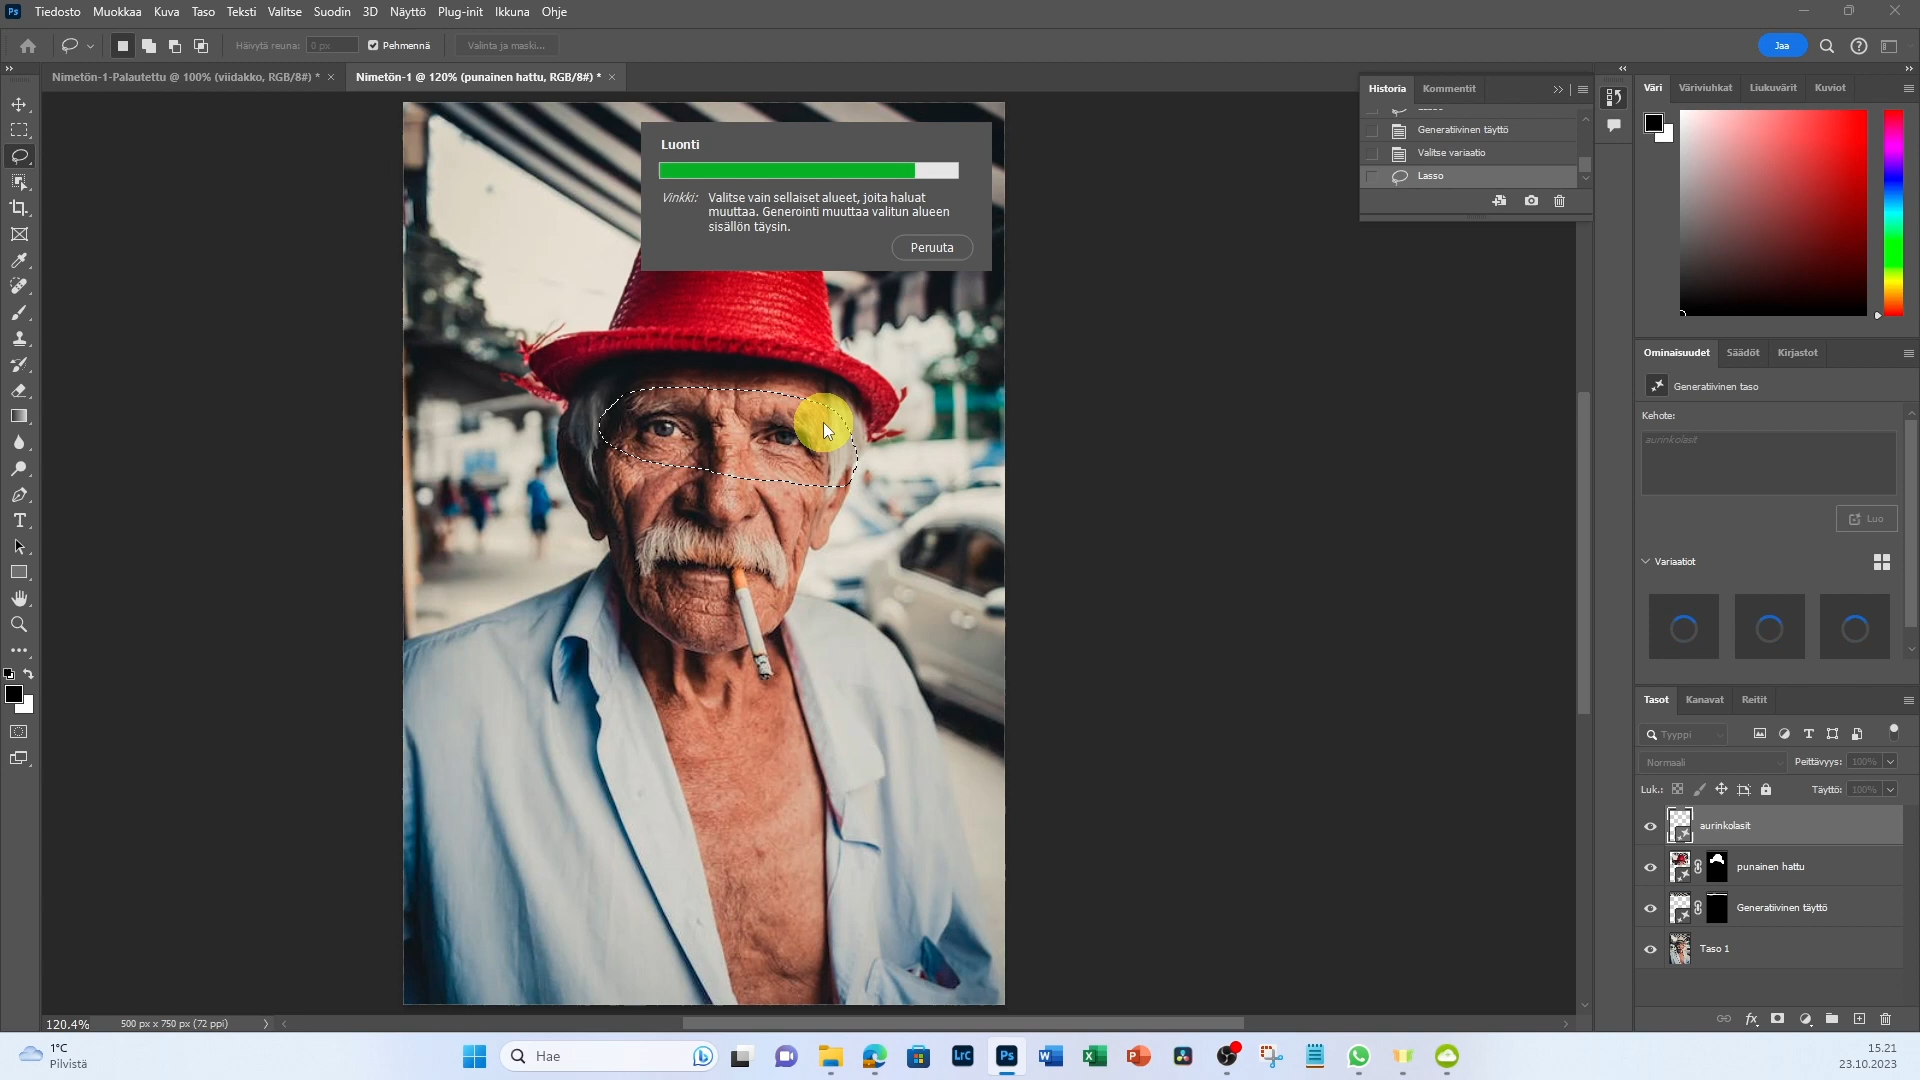 Ps Tiedosto Muokkaa Kuva Taso Teksti Valitse Suodin 3D Näyttö Plug-init Ikkuna Ohje
Häivytä reuna: 0 px Pehmennä Valinta ja maski... Jaa
Nimetön-1-Palautettu @ 100% (viidakko, RGB/8#) * × Nimetön-1 @ 120% (punainen hattu, RGB/8#) * ×
Historia Kommentit
Generatiivinen täyttö
Valitse variaatio
Lasso
Luonti
Vinkki: Valitse vain sellaiset alueet, joita haluat
muuttaa. Generointi muuttaa valitun alueen
sisällön täysin.
Peruuta
Väri Väriviuhkat Liukuvärit Kuviot
Ominaisuudet Säädöt Kirjastot
Generatiivinen taso
Kehote:
aurinkolasit
Luo
Variaatiot
Tasot Kanavat Reitit
Tyyppi
Normaali Peittävyys: 100%
Luk.: Täyttö: 100%
aurinkolasit
punainen hattu
Generatiivinen täyttö
Taso 1
120.4% 500 px x 750 px (72 ppi)
1°C
Pilvistä
Hae
LrC Ps
15.21
23.10.2023